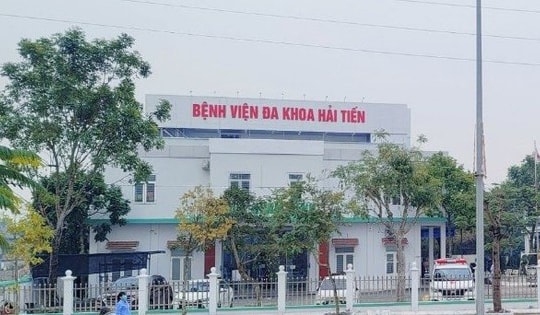 BỆNH VIỆN ĐA KHOA HẢI TIẾN